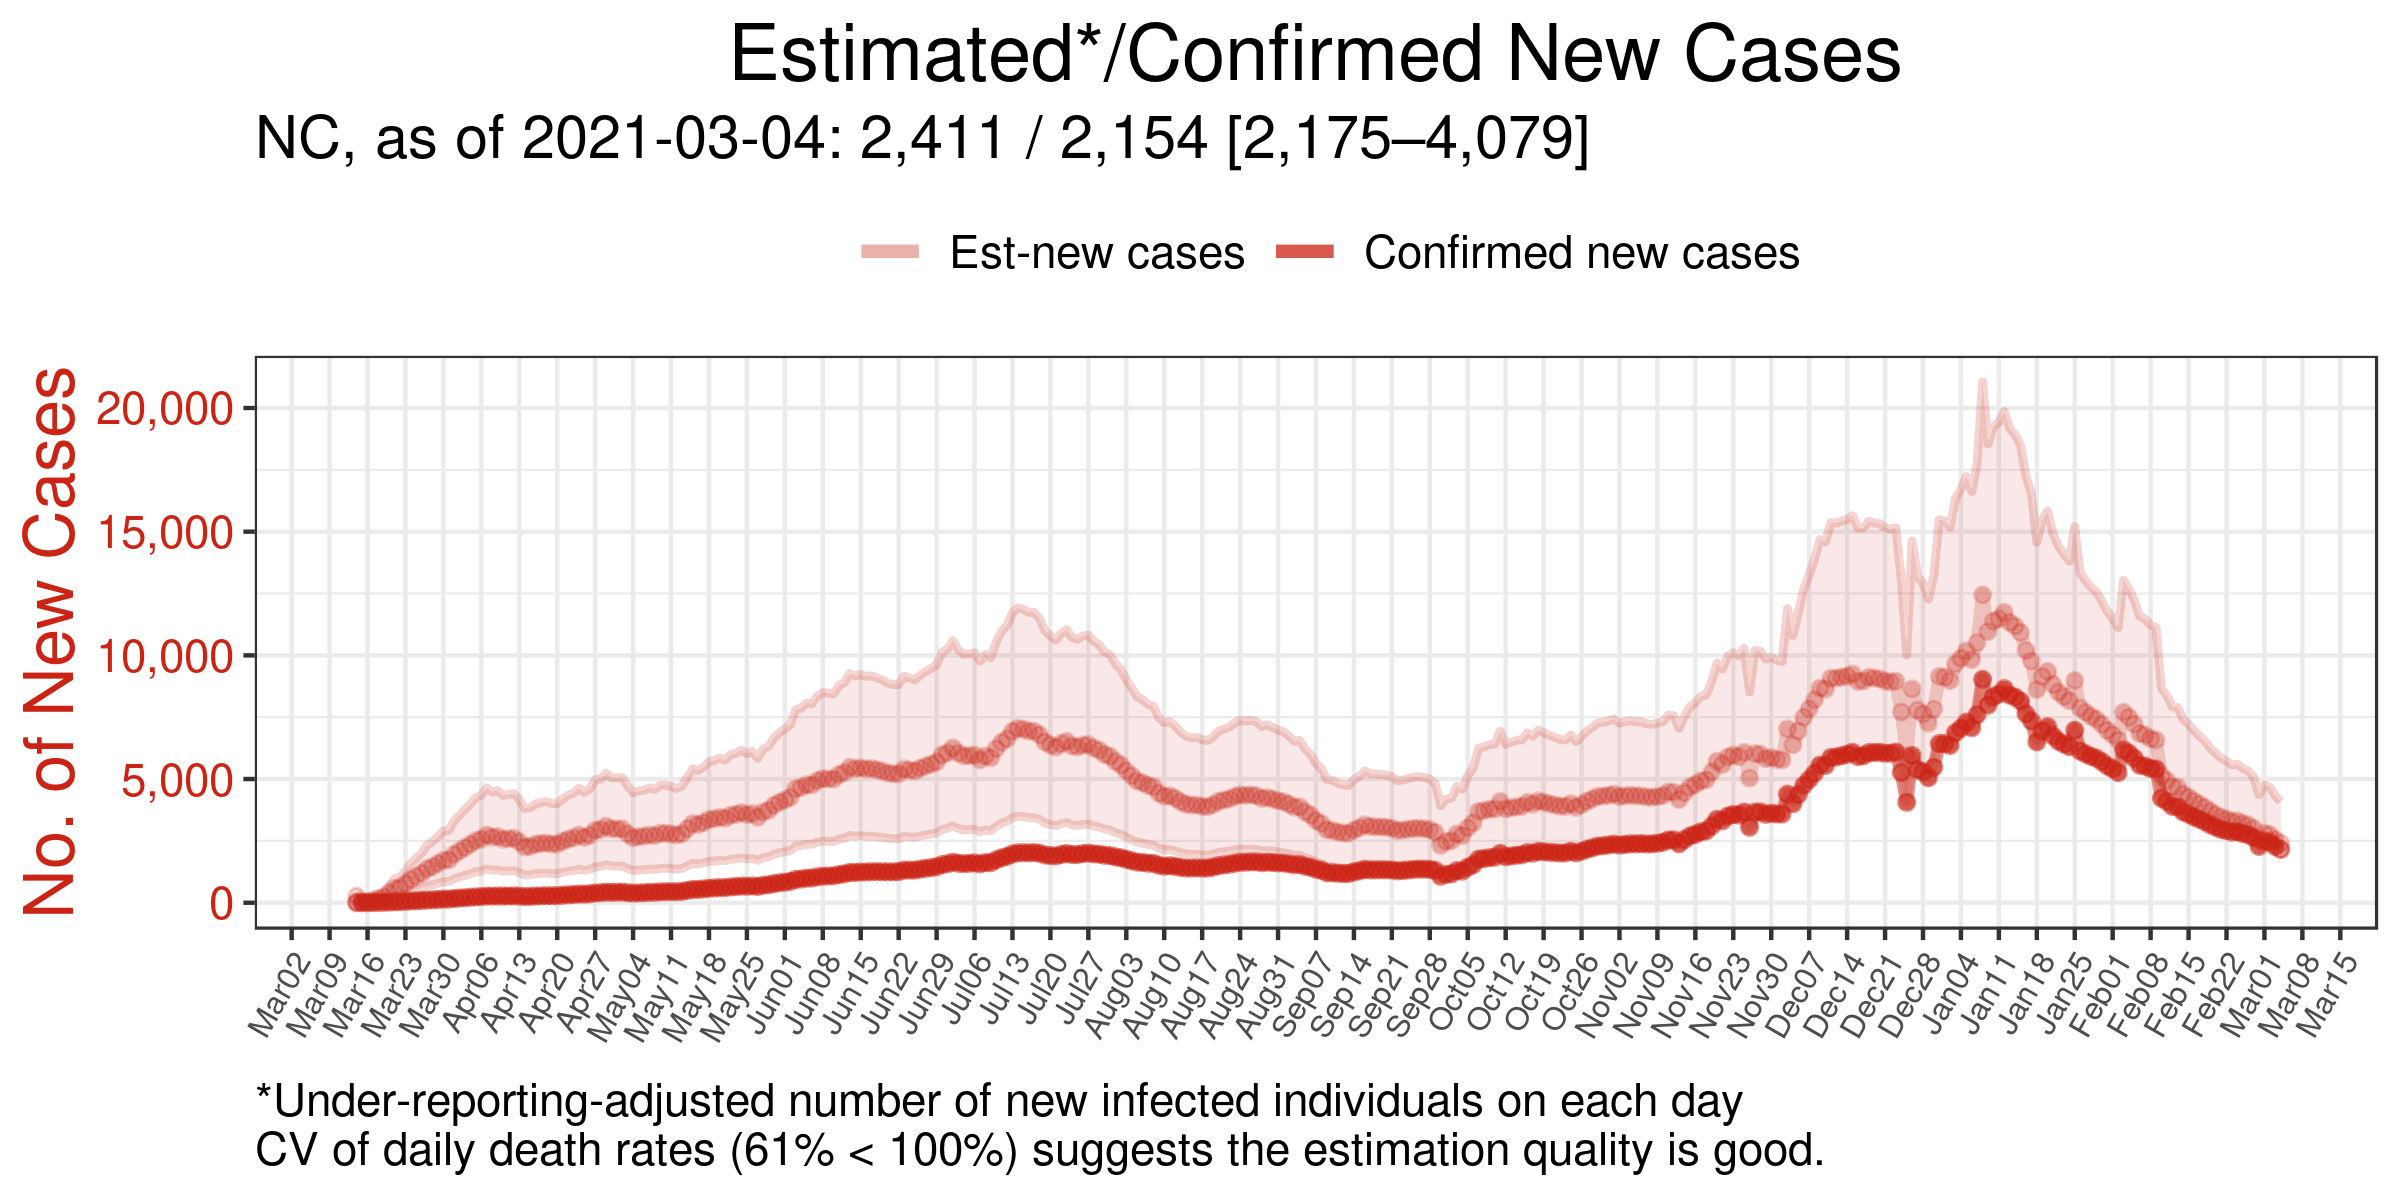 Estimated*/Confirmed New Cases
NC, as of 2021-03-04: 2,411 / 2,154 [2,175–4,079]
Est-new cases
Confirmed new cases
No. of New Cases
20,000
15,000
10,000
5,000
0
Mar02
Mar09
Mar16
Mar23
Mar30
Apr06
Apr13
Apr20
Apr27
May04
May11
May18
May25
Jun01
Jun08
Jun15
Jun22
Jun29
Jul06
Jul13
Jul20
Jul27
Aug03
Aug10
Aug17
Aug24
Aug31
Sep07
Sep14
Sep21
Sep28
Oct05
Oct12
Oct19
Oct26
Nov02
Nov09
Nov16
Nov23
Nov30
Dec07
Dec14
Dec21
Dec28
Jan04
Jan11
Jan18
Jan25
Feb01
Feb08
Feb15
Feb22
Mar01
Mar08
Mar15
*Under-reporting-adjusted number of new infected individuals on each day
CV of daily death rates (61% < 100%) suggests the estimation quality is good.